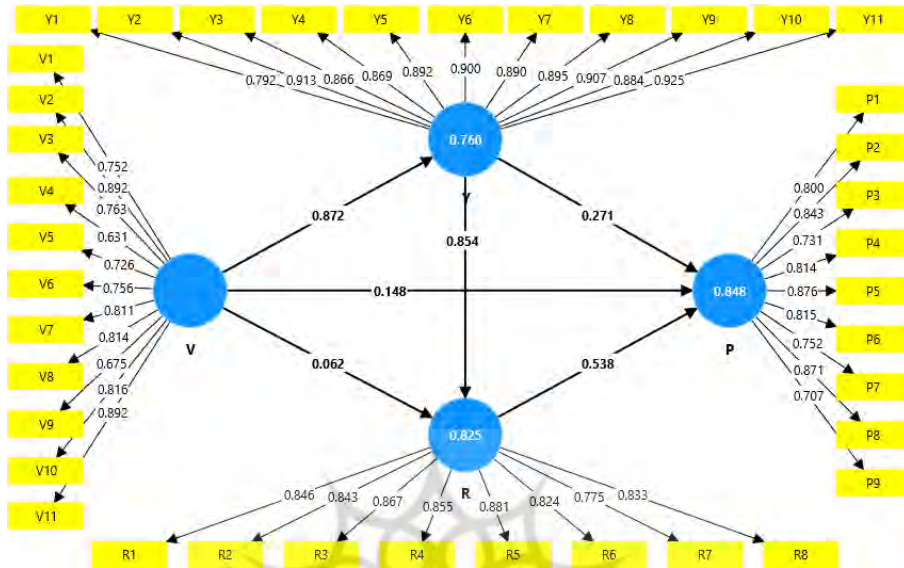 Y1 Y2 Y3 Y4 Y5 Y6 Y7 Y8 Y9 Y10 Y11
0.792 0.913 0.866 0.869 0.892 0.900 0.890 0.895 0.907 0.884 0.925
V1
V2
V3
V4
V5
V6
V7
V8
V9
V10
V11
0.752
0.892
0.763
0.631
0.726
0.756
0.811
0.814
0.675
0.816
0.892
0.760
Y
0.872
0.271
0.854
0.148
V
0.062
0.538
0.848
P
0.825
R
P1
P2
P3
P4
P5
P6
P7
P8
P9
0.800
0.843
0.731
0.814
0.876
0.815
0.752
0.871
0.707
0.846 0.843 0.867 0.855 0.881 0.824 0.775 0.833
R1 R2 R3 R4 R5 R6 R7 R8